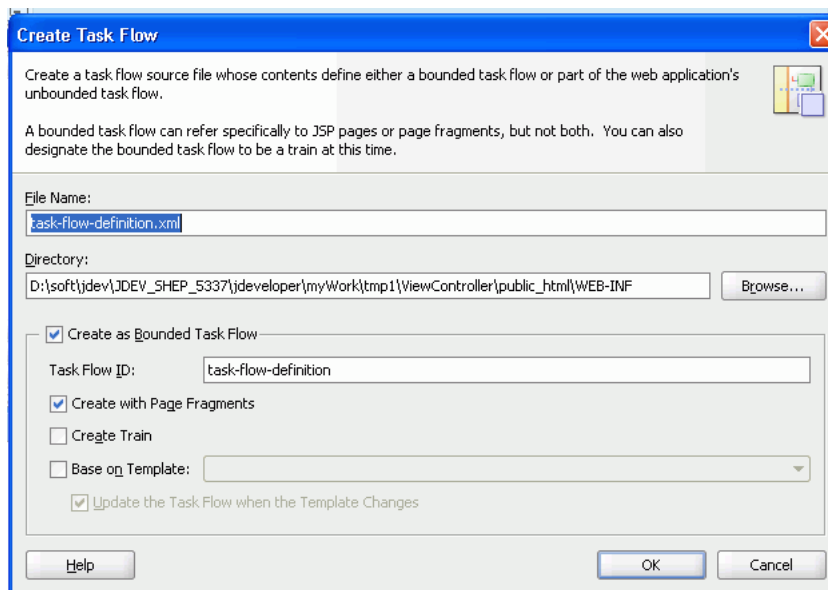 Create Task Flow
Create a task flow source file whose contents define either a bounded task flow or part of the web application's
unbounded task flow.
A bounded task flow can refer specifically to JSP pages or page fragments, but not both. You can also
designate the bounded task flow to be a train at this time.
File Name:
task-flow-definition.xml
Directory:
D:\soft\jdev\JDEV_SHEP_5337\jdeveloper\myWork\tmp1\ViewController\public_html\WEB-INF
Browse...
Create as Bounded Task Flow
Task Flow ID:
task-flow-definition
Create with Page Fragments
Create Train
Base on Template:
Update the Task Flow when the Template Changes
Help
OK
Cancel